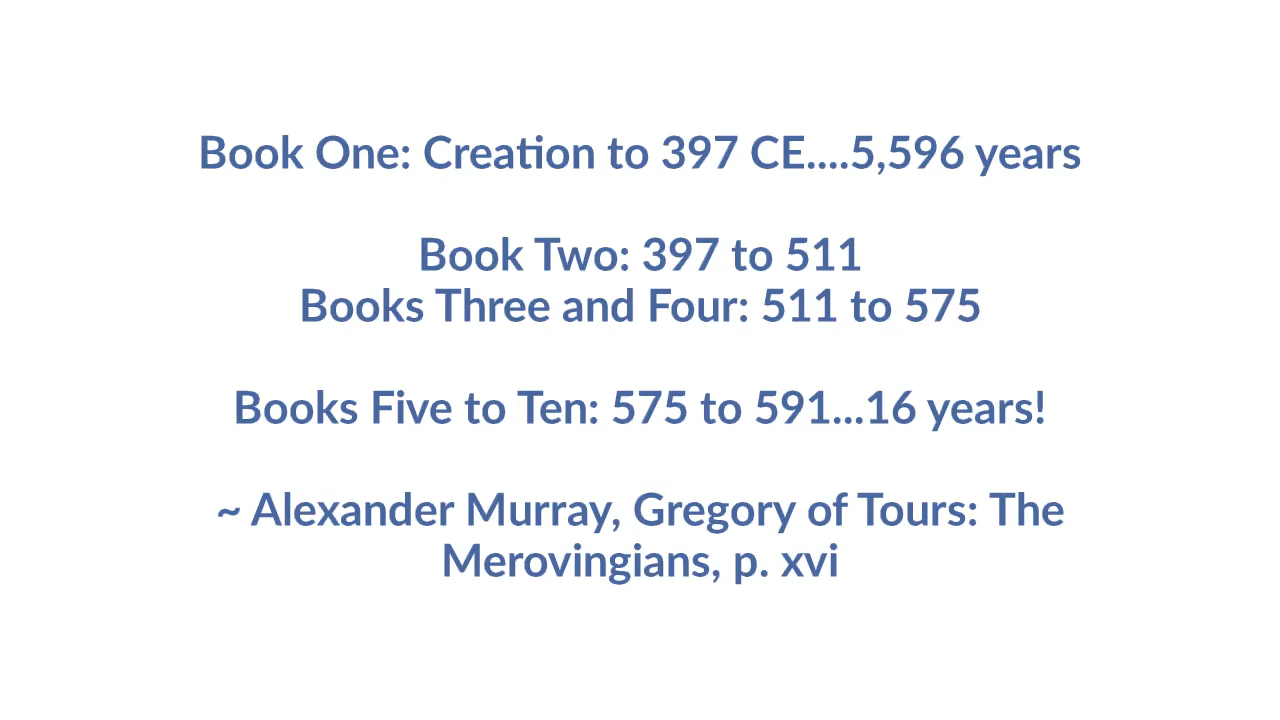 Book One: Creation to 397 CE....5,596 years
Book Two: 397 to 511
Books Three and Four: 511 to 575
Books Five to Ten: 575 to 591...16 years!
~ Alexander Murray, Gregory of Tours: The
Merovingians, p. xvi